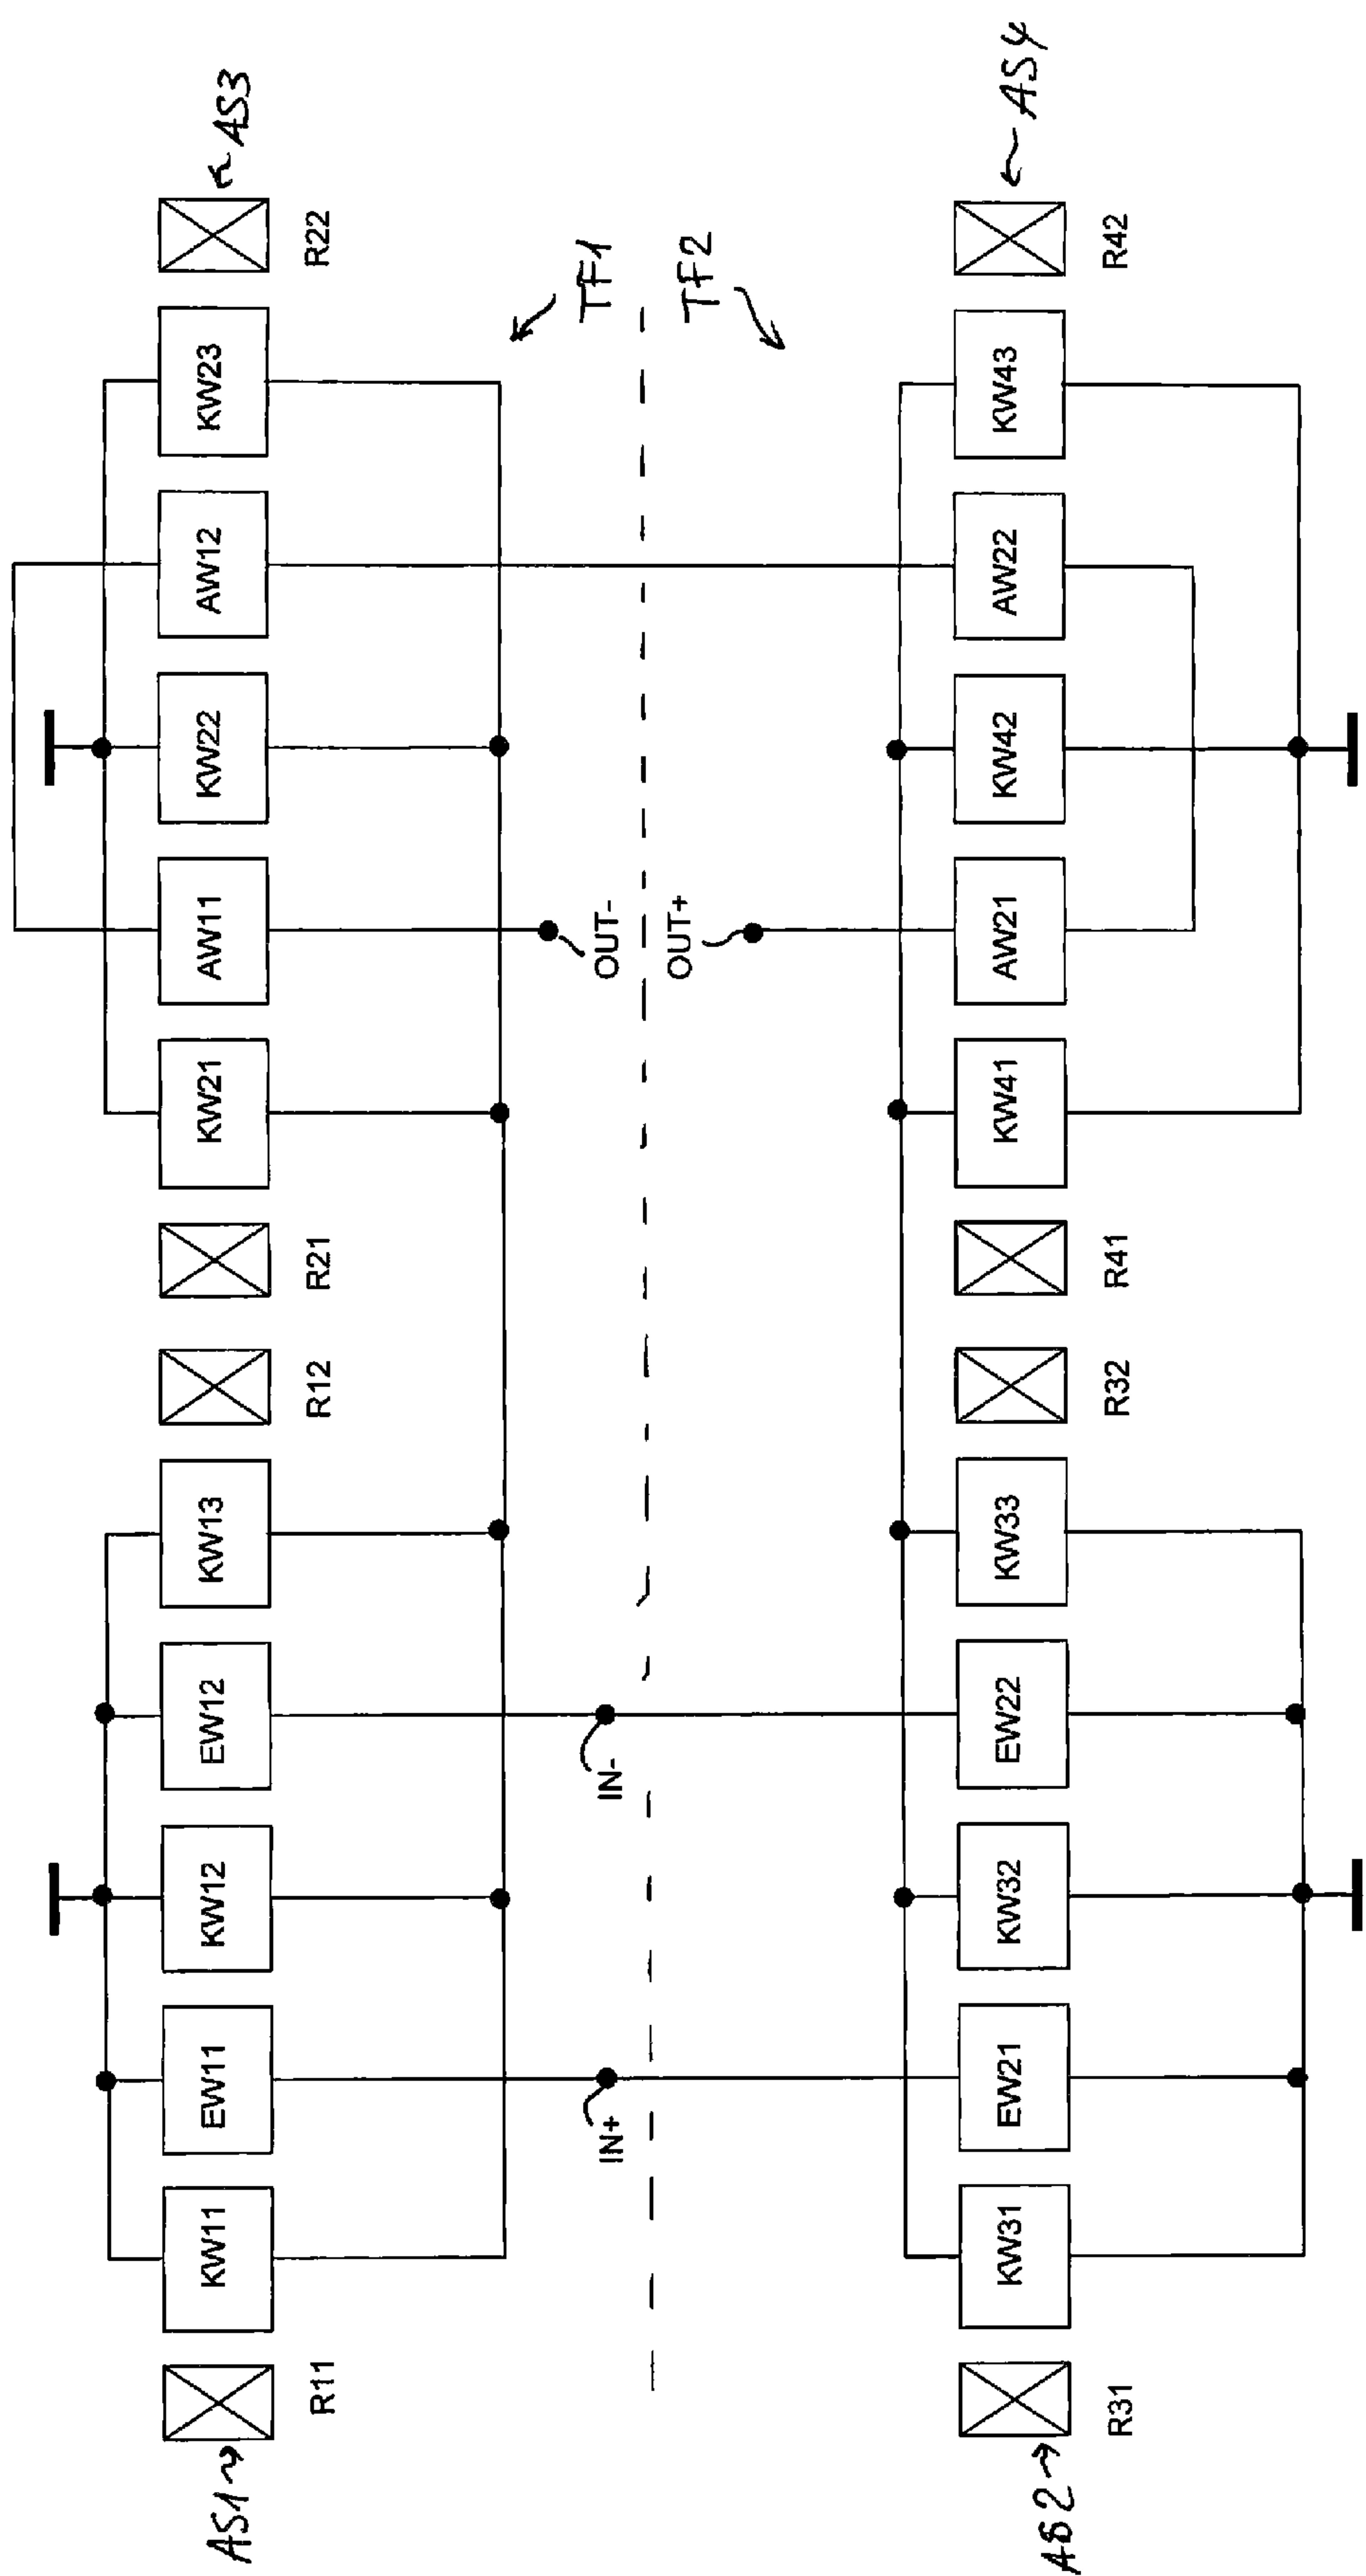 AS1
R11
KW11
EW11
KW12
EW12
KW13
R12
R21
KW21
AW11
KW22
AW12
KW23
R22
AS3
IN+
IN-
OUT-
OUT+
TF1
TF2
AS2
R31
KW31
EW21
KW32
EW22
KW33
R32
R41
KW41
AW21
KW42
AW22
KW43
R42
AS4